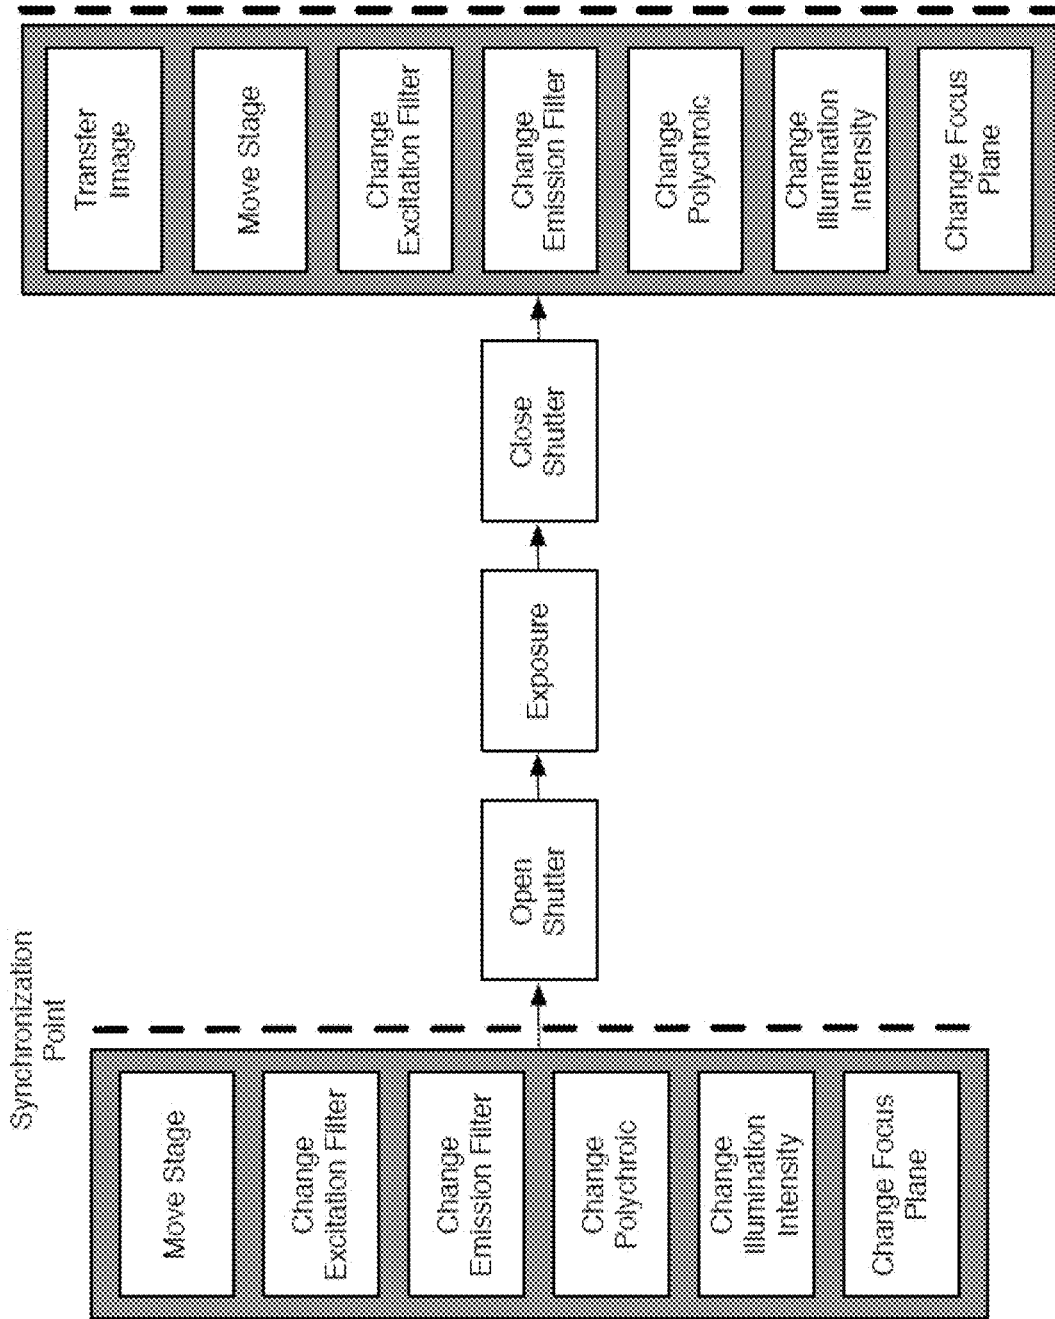 Synchronization
Point
Move Stage
Change
Excitation Filter
Change
Emission Filter
Change
Polychroic
Change
Illumination
Intensity
Change Focus
Plane
Open
Shutter
Exposure
Close
Shutter
Transfer
Image
Move Stage
Change
Excitation Filter
Change
Emission Filter
Change
Polychroic
Change
Illumination
Intensity
Change Focus
Plane